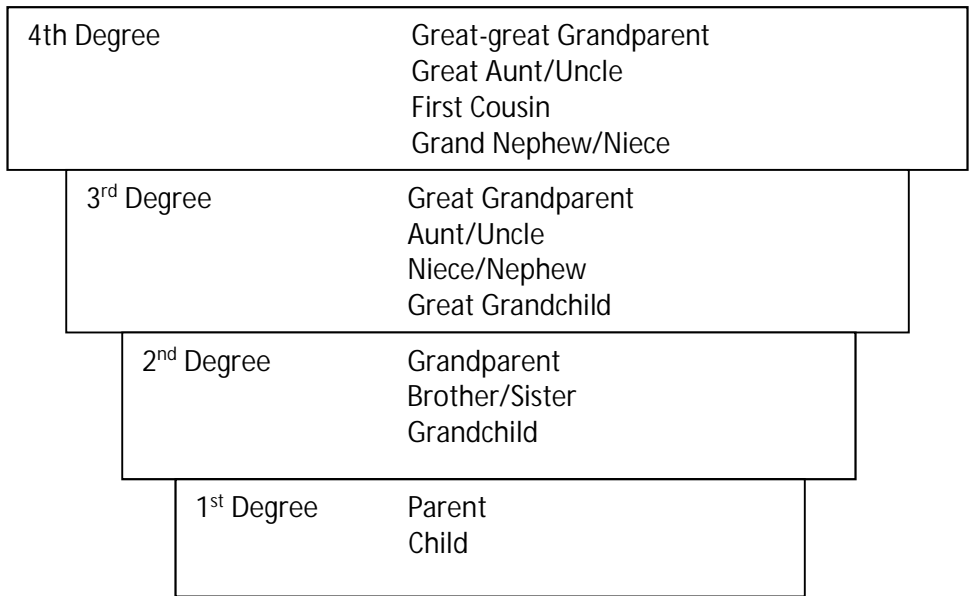 4th Degree Great-great Grandparent
Great Aunt/Uncle
First Cousin
Grand Nephew/Niece
3rd Degree Great Grandparent
Aunt/Uncle
Niece/Nephew
Great Grandchild
2nd Degree Grandparent
Brother/Sister
Grandchild
1st Degree Parent
Child